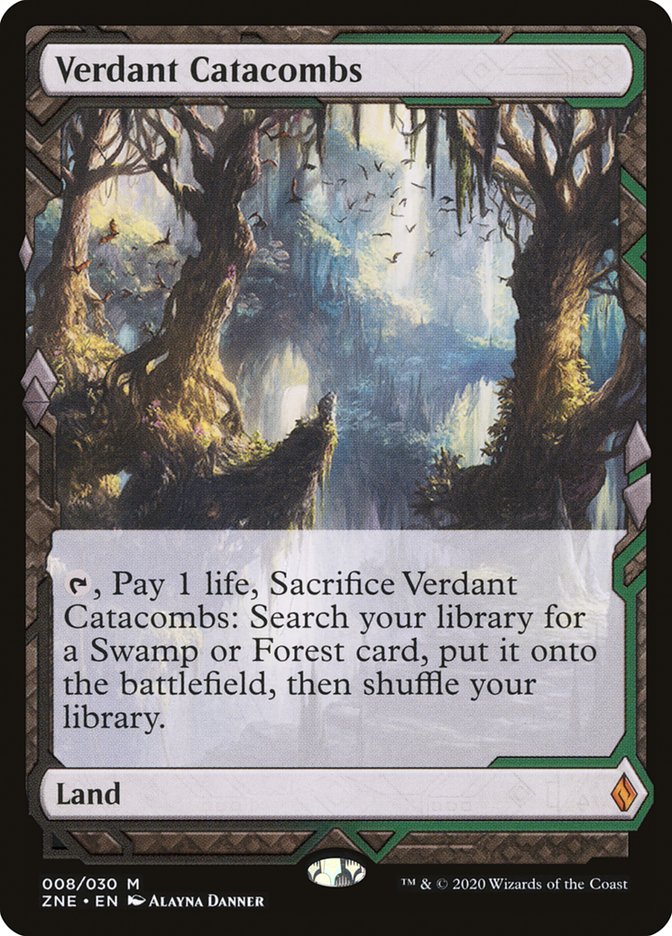 Verdant Catacombs
, Pay 1 life, Sacrifice Verdant
Catacombs: Search your library for
a Swamp or Forest card, put it onto
the battlefield, then shuffle your
library.
Land
008/030 M
ZNE • EN Alayna Danner
™ & © 2020 Wizards of the Coast